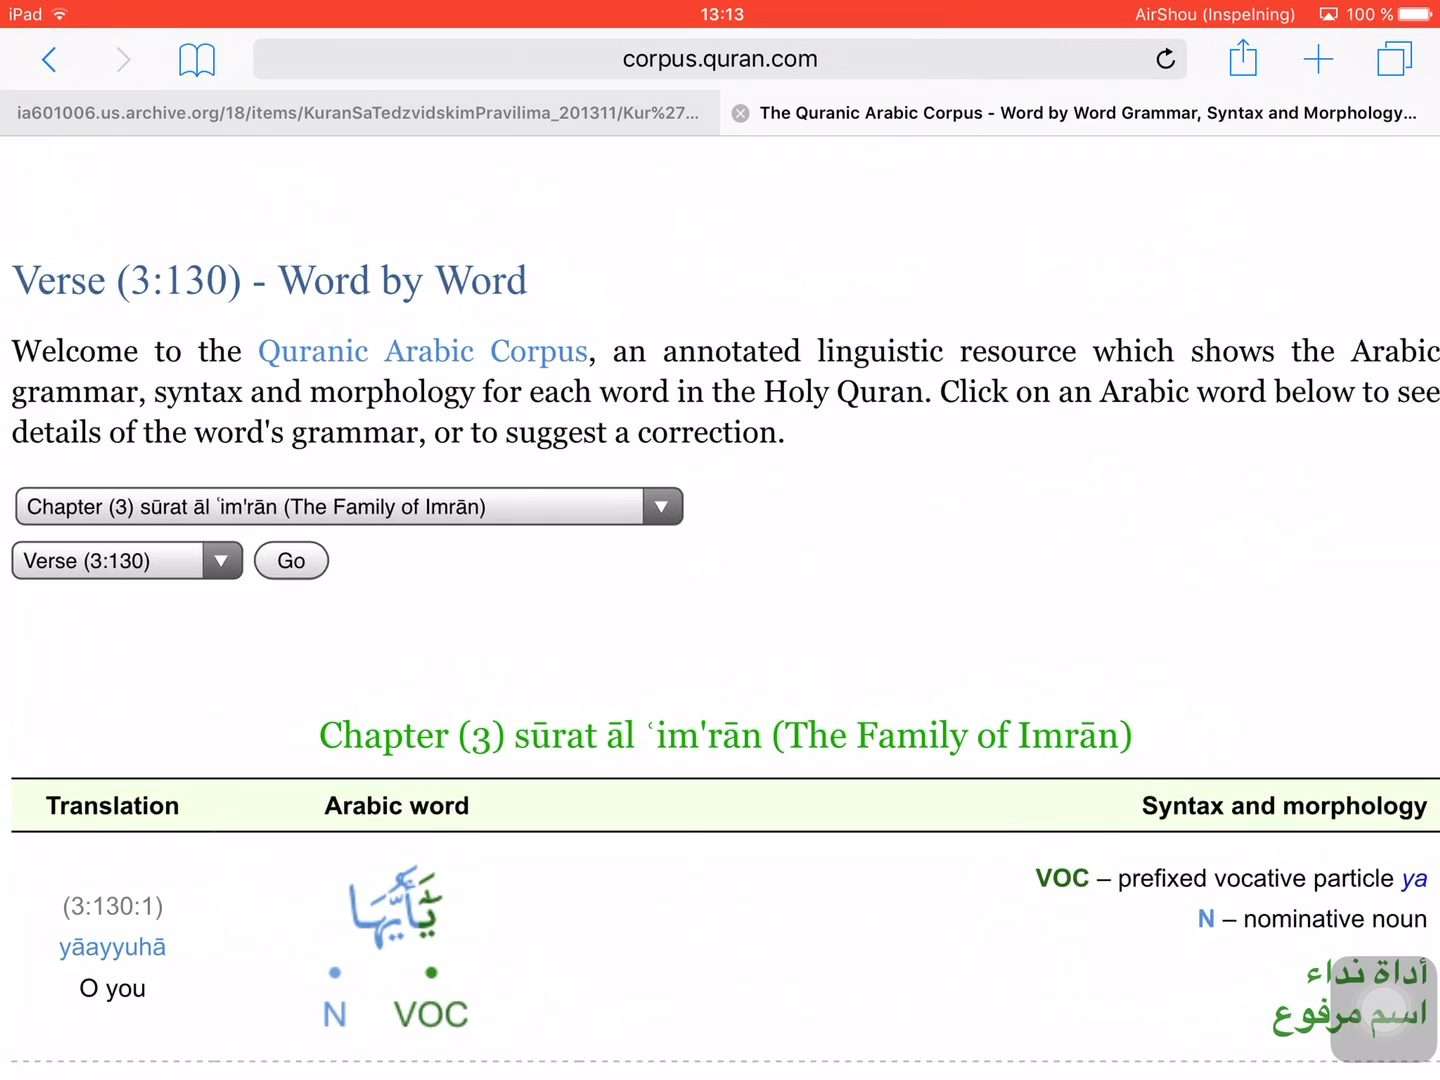 iPad 13:13 AirShou (Inspelning) 100 %
corpus.quran.com
ia601006.us.archive.org/18/items/KuranSaTedzvidskimPravilima_201311/Kur%27... The Quranic Arabic Corpus - Word by Word Grammar, Syntax and Morphology...
Verse (3:130) - Word by Word
Welcome to the Quranic Arabic Corpus, an annotated linguistic resource which shows the Arabic
grammar, syntax and morphology for each word in the Holy Quran. Click on an Arabic word below to see
details of the word's grammar, or to suggest a correction.
Chapter (3) sūrat āl ʿim'rān (The Family of Imrān)
Verse (3:130) Go
Chapter (3) sūrat āl ʿim'rān (The Family of Imrān)
Translation Arabic word Syntax and morphology
(3:130:1)
yāayyuhā
O you
يَٰٓأَيُّهَا
N VOC
VOC – prefixed vocative particle ya
N – nominative noun
أداة نداء
اسم مرفوع